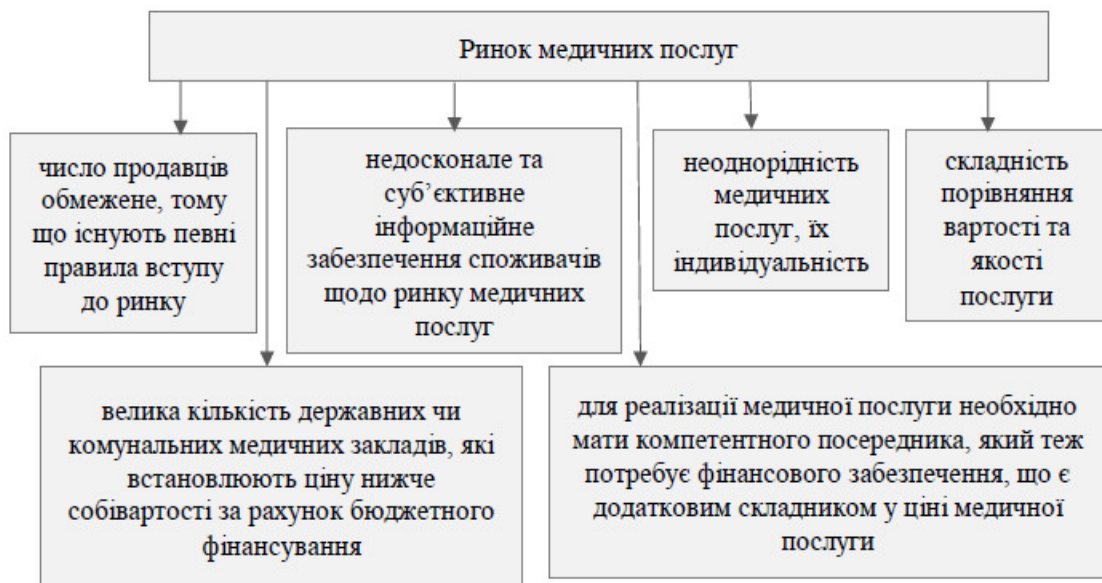 Ринок медичних послуг
число продавців
обмежене, тому
що існують певні
правила вступу
до ринку
недосконале та
суб’єктивне
інформаційне
забезпечення споживачів
щодо ринку медичних
послуг
неоднорідність
медичних
послуг, їх
індивідуальність
складність
порівняння
вартості та
якості
послуги
велика кількість державних чи
комунальних медичних закладів, які
встановлюють ціну нижче
собівартості за рахунок бюджетного
фінансування
для реалізації медичної послуги необхідно
мати компетентного посередника, який теж
потребує фінансового забезпечення, що є
додатковим складником у ціні медичної
послуги